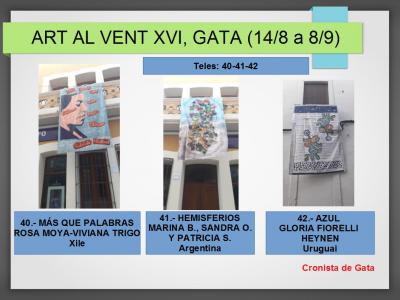 ART AL VENT XVI, GATA (14/8 a 8/9)
Teles: 40-41-42
40.- MÁS QUE PALABRAS
ROSA MOYA-VIVIANA TRIGO
Xile
41.- HEMISFERIOS
MARINA B., SANDRA O.
Y PATRICIA S.
Argentina
42.- AZUL
GLORIA FIORELLI
HEYNEN
Uruguai
Cronista de Gata